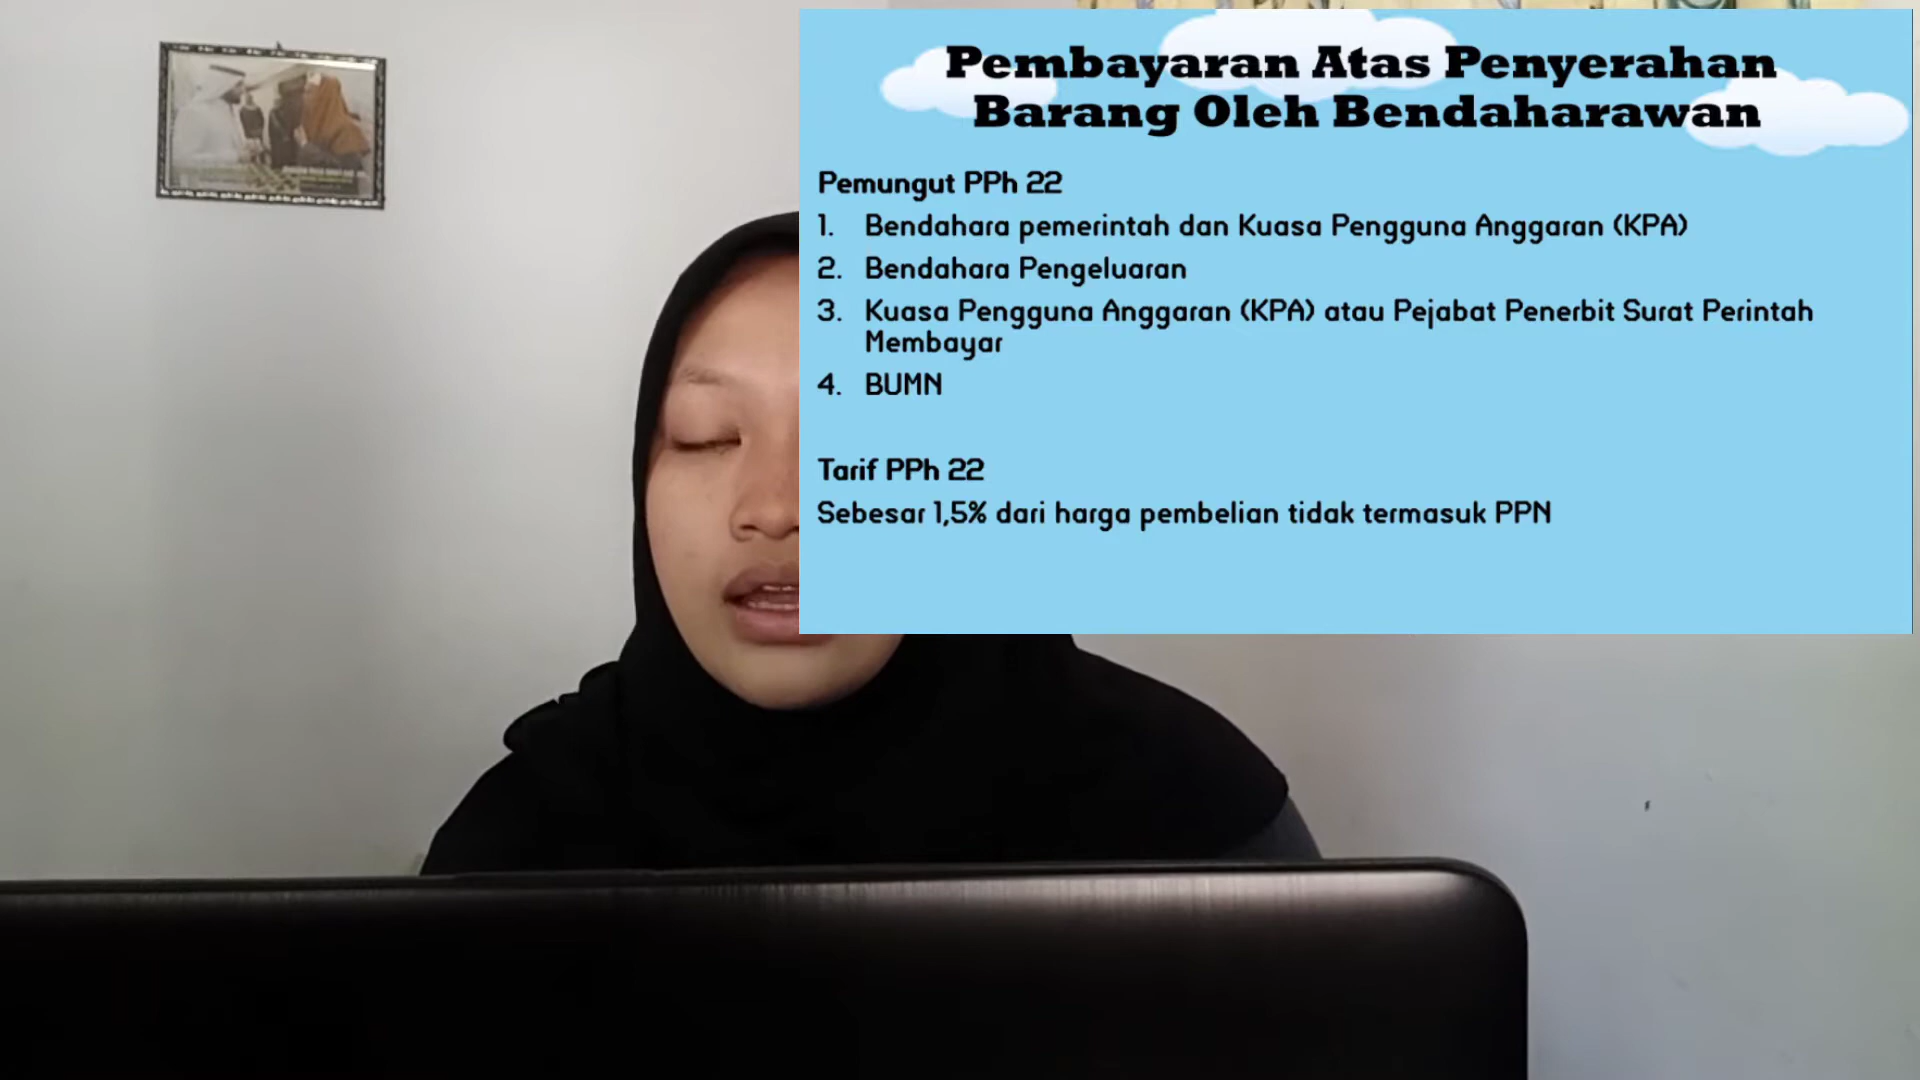 Pembayaran Atas Penyerahan
Barang Oleh Bendaharawan
Pemungut PPh 22
1. Bendahara pemerintah dan Kuasa Pengguna Anggaran (KPA)
2. Bendahara Pengeluaran
3. Kuasa Pengguna Anggaran (KPA) atau Pejabat Penerbit Surat Perintah
Membayar
4. BUMN
Tarif PPh 22
Sebesar 1,5% dari harga pembelian tidak termasuk PPN